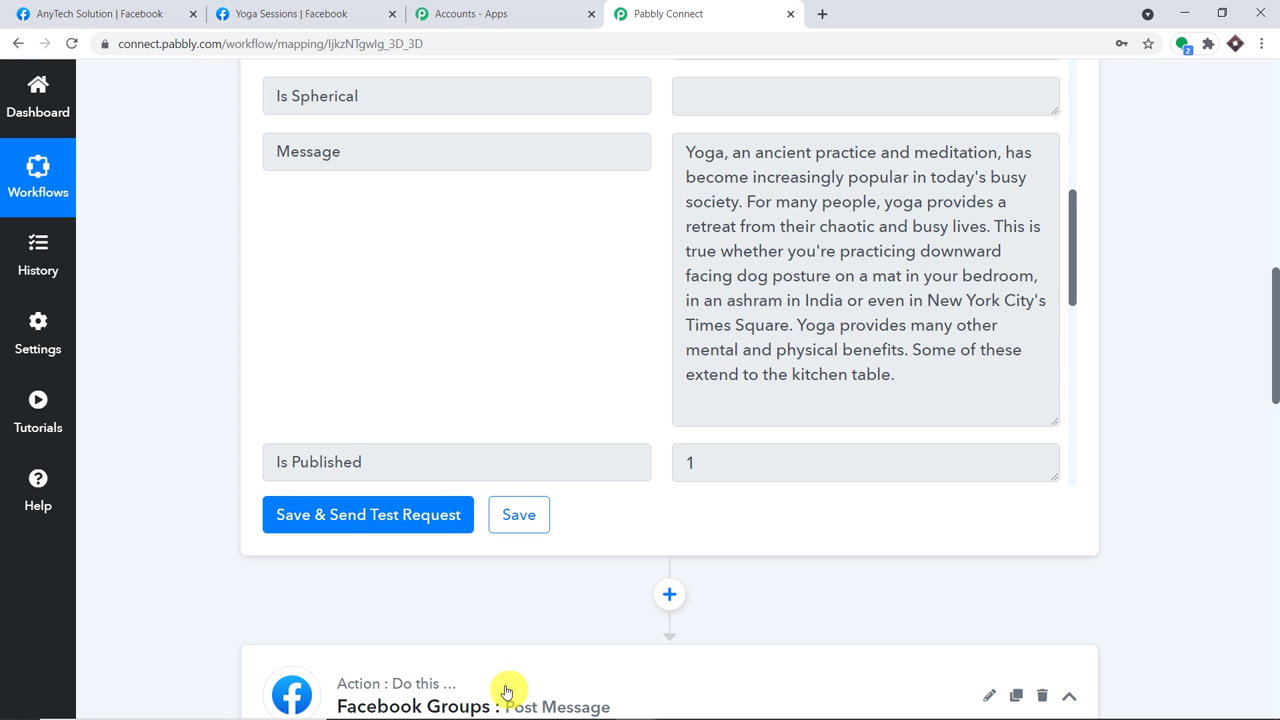 AnyTech Solution | Facebook
Yoga Sessions | Facebook
Accounts - Apps
Pabbly Connect
connect.pabbly.com/workflow/mapping/IjkzNTgwIg_3D_3D
2
Dashboard
Workflows
History
Settings
Tutorials
Help
Is Spherical
Message
Yoga, an ancient practice and meditation, has
become increasingly popular in today's busy
society. For many people, yoga provides a
retreat from their chaotic and busy lives. This is
true whether you're practicing downward
facing dog posture on a mat in your bedroom,
in an ashram in India or even in New York City's
Times Square. Yoga provides many other
mental and physical benefits. Some of these
extend to the kitchen table.
Is Published
1
Save & Send Test Request
Save
Action : Do this ...
Facebook Groups : Post Message